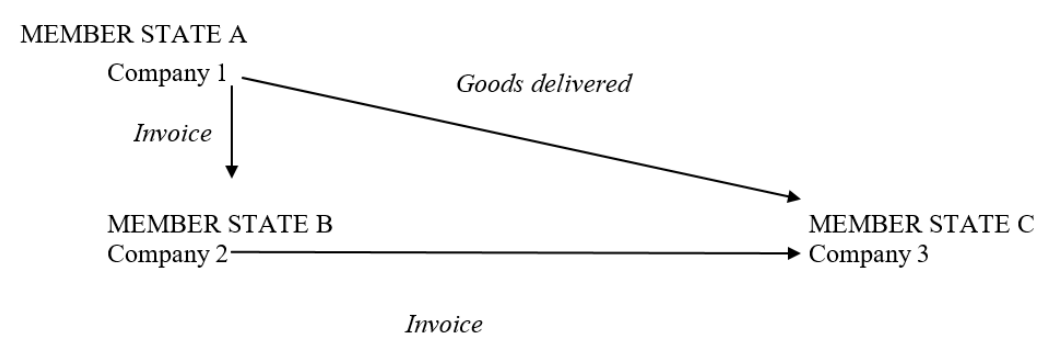 MEMBER STATE A
Company 1
Goods delivered
Invoice
MEMBER STATE B
Company 2
MEMBER STATE C
Company 3
Invoice